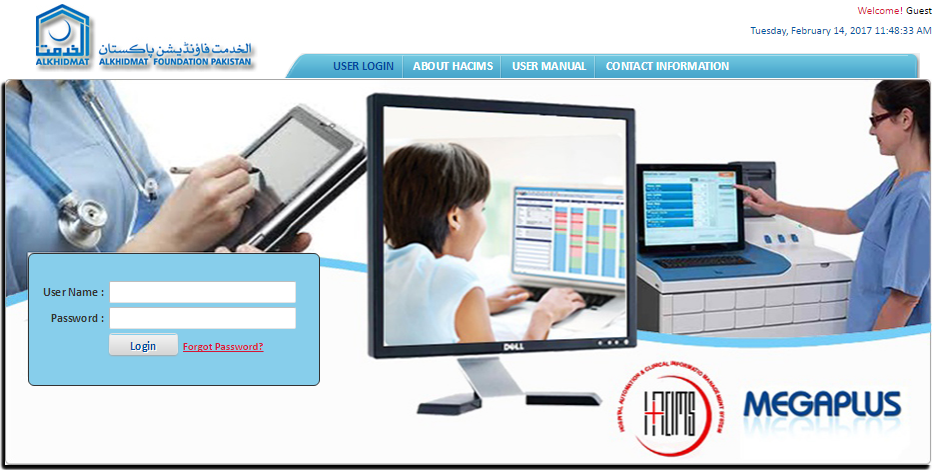 Welcome! Guest
Tuesday, February 14, 2017 11:48:33 AM
الخدمت
ALKHIDMAT
الخدمت فاؤنڈیشن پاکستان
ALKHIDMAT FOUNDATION PAKISTAN
USER LOGIN
ABOUT HACIMS
USER MANUAL
CONTACT INFORMATION
User Name :
Password :
Login
Forgot Password?
DELL
HOSPITAL AUTOMATION & CLINICAL INFORMATIC MANAGEMENT SYSTEM
HACIMS
MEGAPLUS